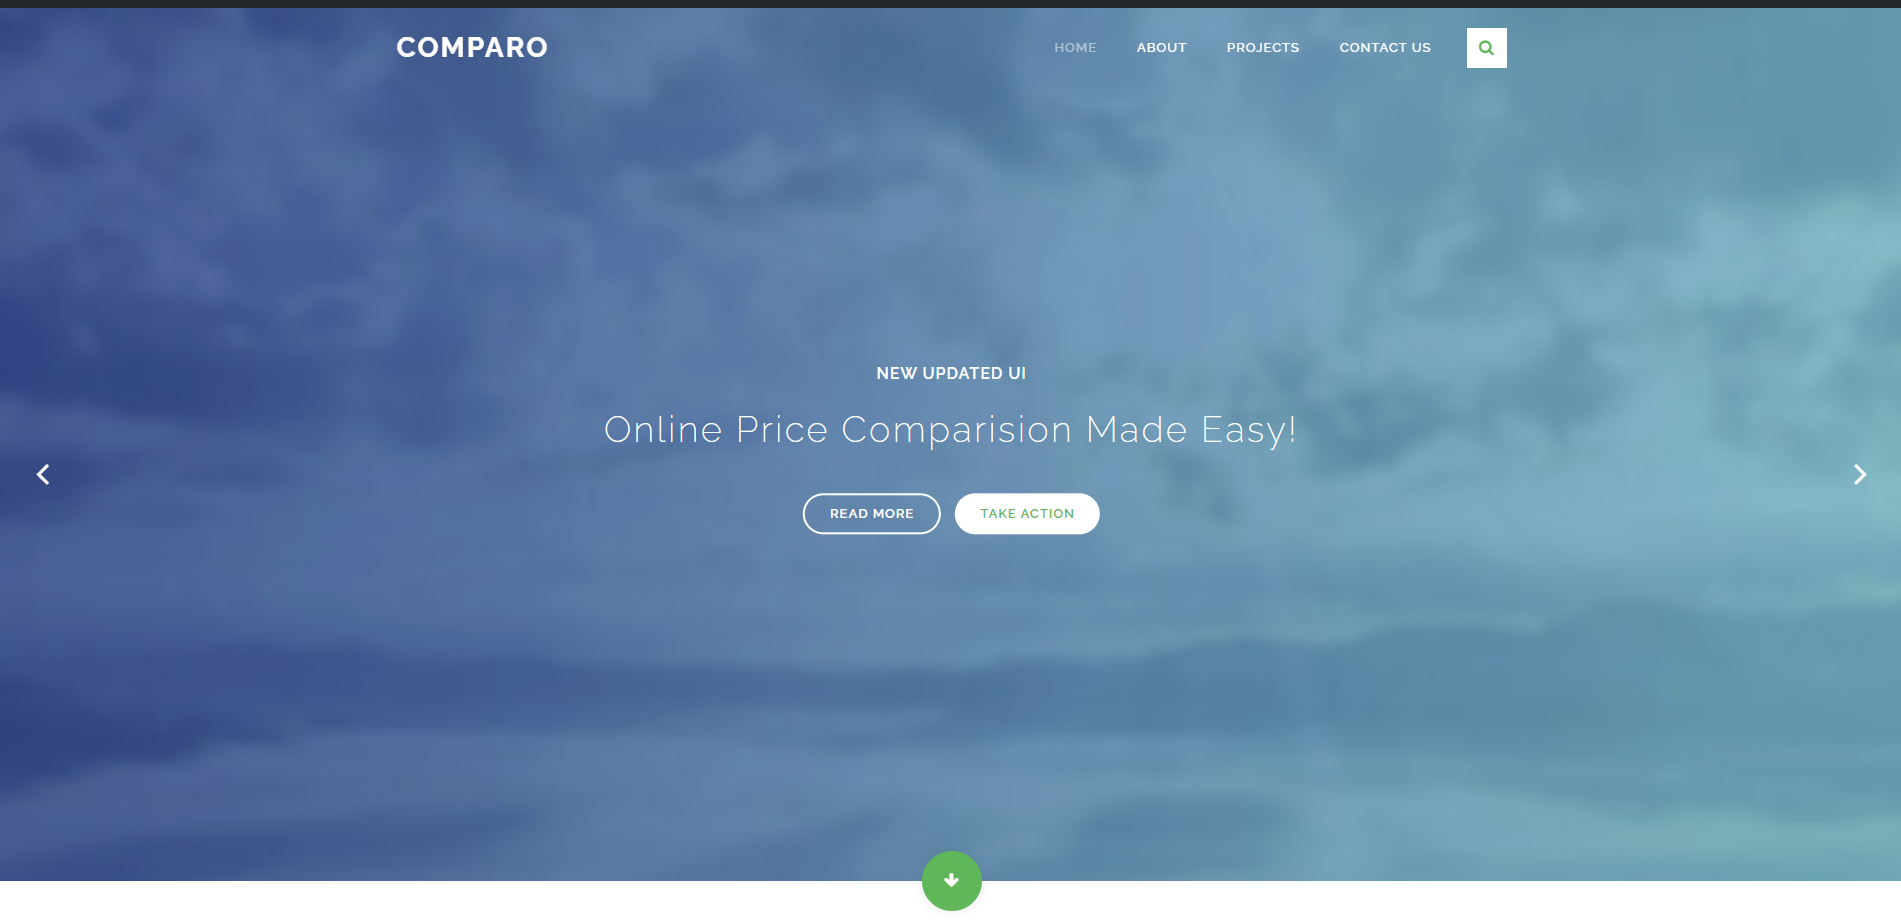 COMPARO
HOME ABOUT PROJECTS CONTACT US
NEW UPDATED UI
Online Price Comparision Made Easy!
READ MORE TAKE ACTION